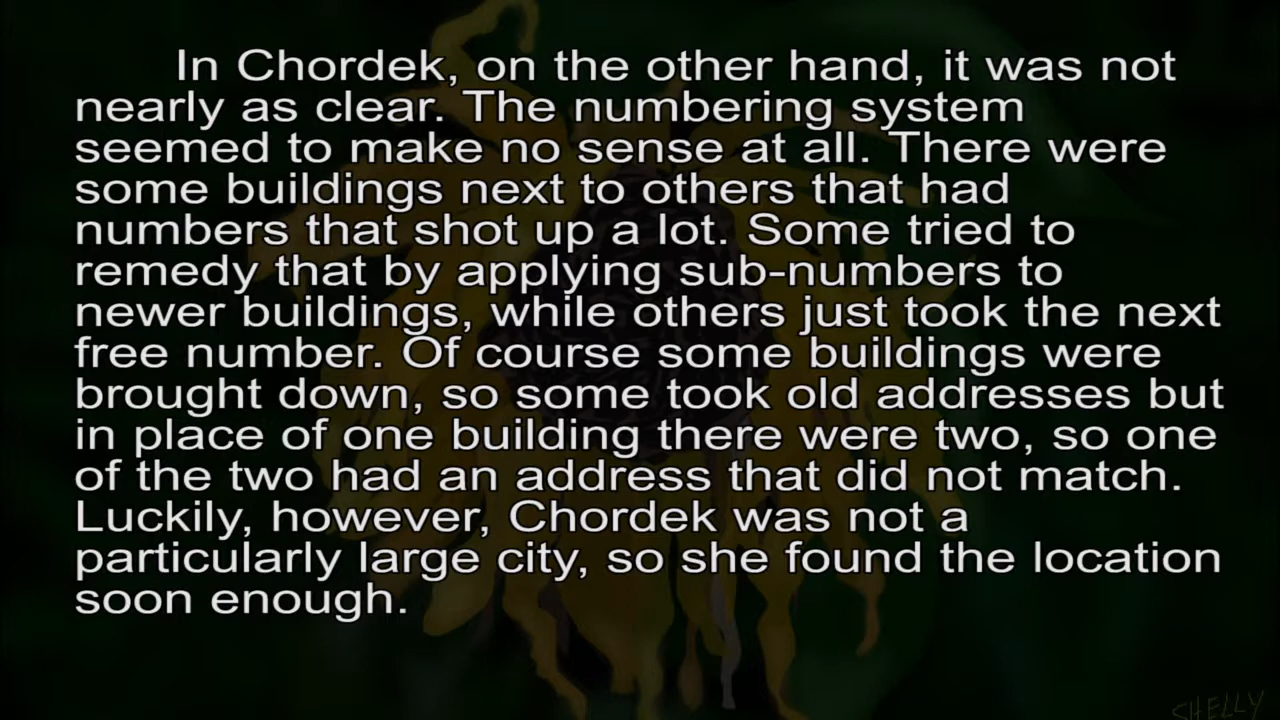 In Chordek, on the other hand, it was not
nearly as clear. The numbering system
seemed to make no sense at all. There were
some buildings next to others that had
numbers that shot up a lot. Some tried to
remedy that by applying sub-numbers to
newer buildings, while others just took the next
free number. Of course some buildings were
brought down, so some took old addresses but
in place of one building there were two, so one
of the two had an address that did not match.
Luckily, however, Chordek was not a
particularly large city, so she found the location
soon enough.
SHELLY